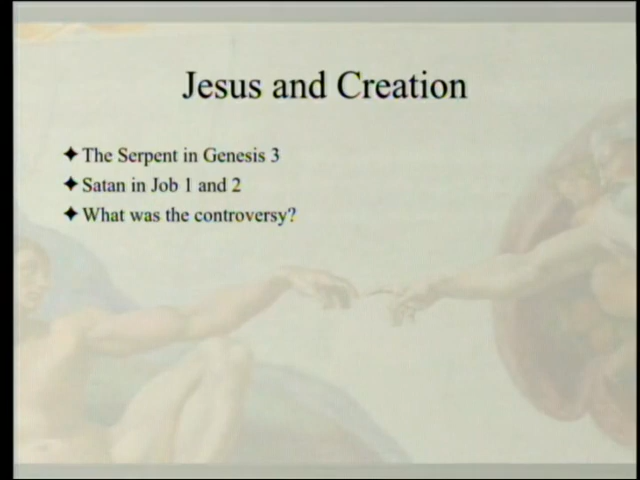 Jesus and Creation
The Serpent in Genesis 3
Satan in Job 1 and 2
What was the controversy?